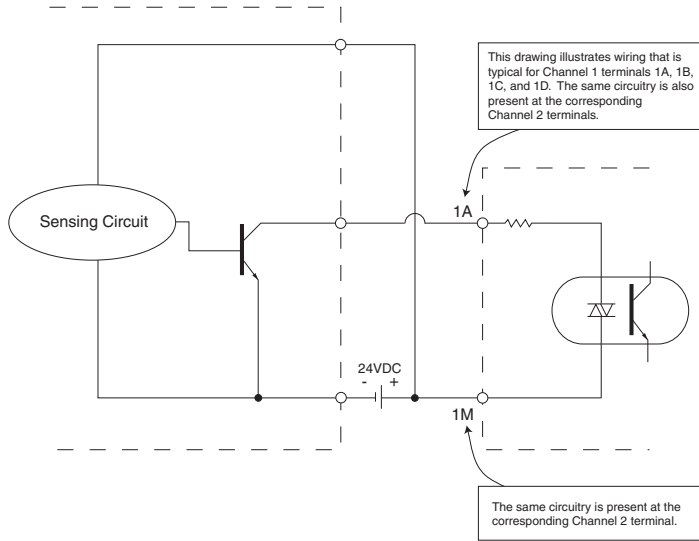 This drawing illustrates wiring that is
typical for Channel 1 terminals 1A, 1B,
1C, and 1D. The same circuitry is also
present at the corresponding
Channel 2 terminals.
1A
Sensing Circuit
24VDC
- +
1M
The same circuitry is present at the
corresponding Channel 2 terminal.